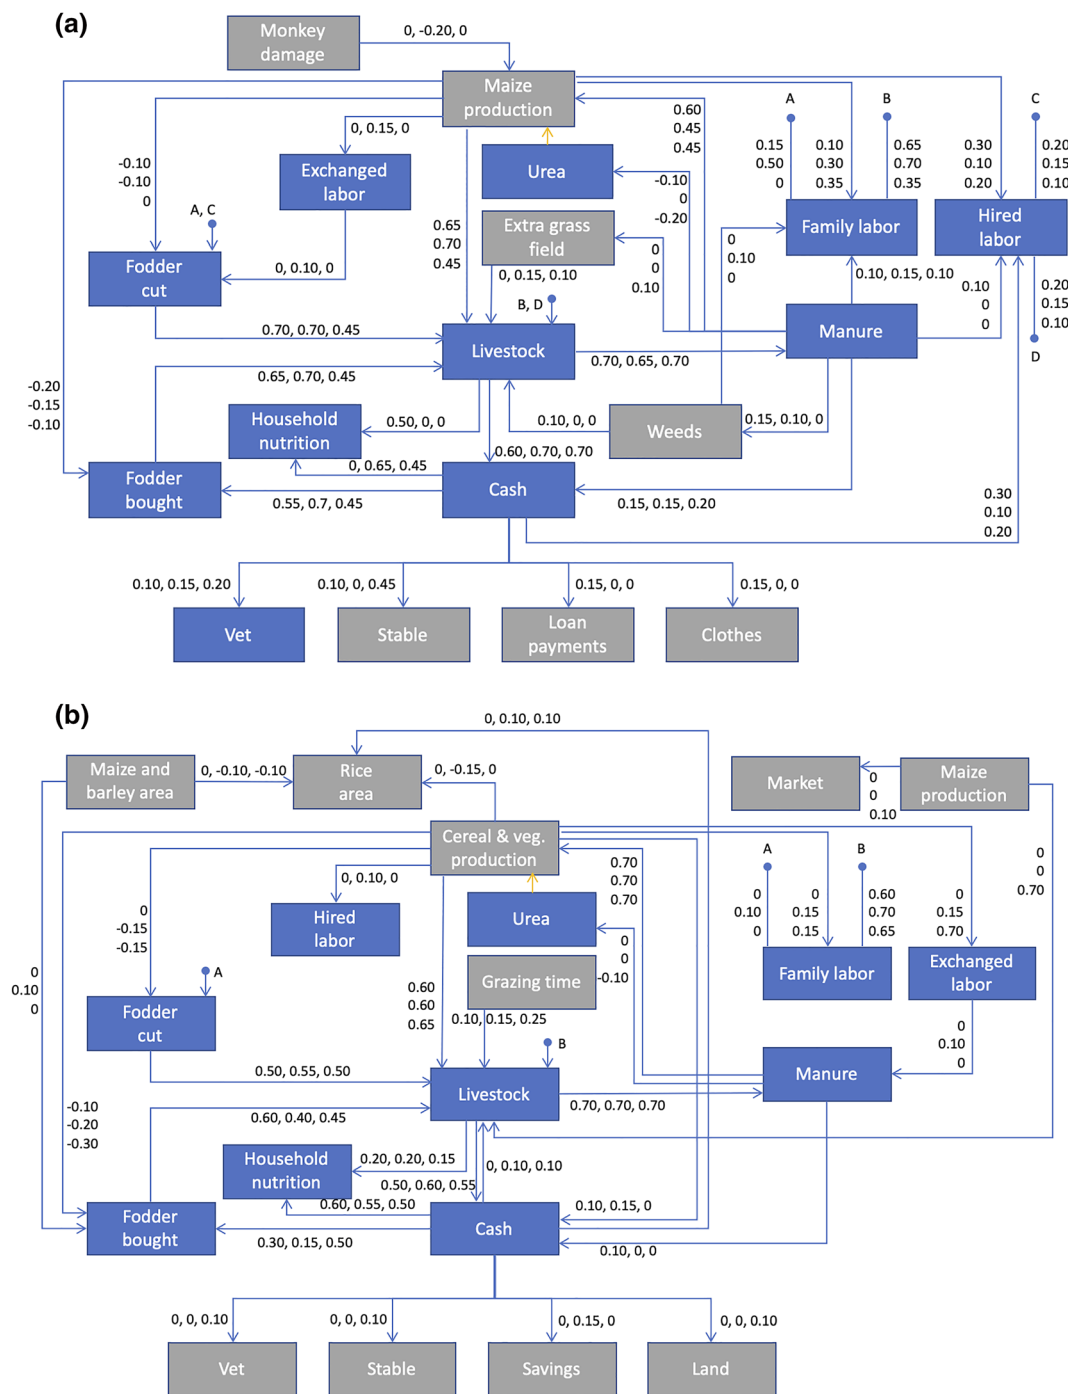 (a)
Monkey
damage
0, -0.20, 0
Maize
production
0, 0.15, 0
Exchanged
labor
-0.10
-0.10
0
A, C
Fodder
cut
0, 0.10, 0
0.65
0.70
0.45
Urea
Extra grass
field
0, 0.15, 0.10
0.60
0.45
0.45
-0.10
0
-0.20
0
0
0.10
A
0.15
0.50
0
0.10
0.30
0.35
B
0.65
0.70
0.35
0.30
0.10
0.20
C
0.20
0.15
0.10
Family labor
Hired
labor
0
0.10
0
0.10, 0.15, 0.10
0.10
0
0
0.20
0.15
0.10
D
B, D
0.70, 0.70, 0.45
Livestock
0.70, 0.65, 0.70
Manure
0.65, 0.70, 0.45
-0.20
-0.15
-0.10
Household
nutrition
0.50, 0, 0
0.10, 0, 0
Weeds
0.15, 0.10, 0
0.60, 0.70, 0.70
0, 0.65, 0.45
Fodder
bought
0.55, 0.7, 0.45
Cash
0.15, 0.15, 0.20
0.30
0.10
0.20
0.10, 0.15, 0.20
0.10, 0, 0.45
0.15, 0, 0
0.15, 0, 0
Vet
Stable
Loan
payments
Clothes
(b)
0, 0.10, 0.10
Maize and
barley area
0, -0.10, -0.10
Rice
area
0, -0.15, 0
Market
0
0
0.10
Maize
production
Cereal & veg.
production
0, 0.10, 0
Hired
labor
0
-0.15
-0.15
0.70
0.70
0.70
Urea
0
0
-0.10
A
0
0.10
0
0
0.15
0.15
B
0.60
0.70
0.65
0
0.15
0.70
0
0
0.70
Family labor
Exchanged
labor
0
0.10
0
A
Fodder
cut
0.60
0.60
0.65
Grazing time
0.10, 0.15, 0.25
B
0
0.10
0
0.50, 0.55, 0.50
Livestock
0.70, 0.70, 0.70
Manure
-0.10
-0.20
-0.30
0.60, 0.40, 0.45
Household
nutrition
0.20, 0.20, 0.15
0, 0.10, 0.10
0.50, 0.60, 0.55
0.60, 0.55, 0.50
Fodder
bought
0.30, 0.15, 0.50
Cash
0.10, 0.15, 0
0.10, 0, 0
0, 0, 0.10
0, 0, 0.10
0, 0.15, 0
0, 0, 0.10
Vet
Stable
Savings
Land